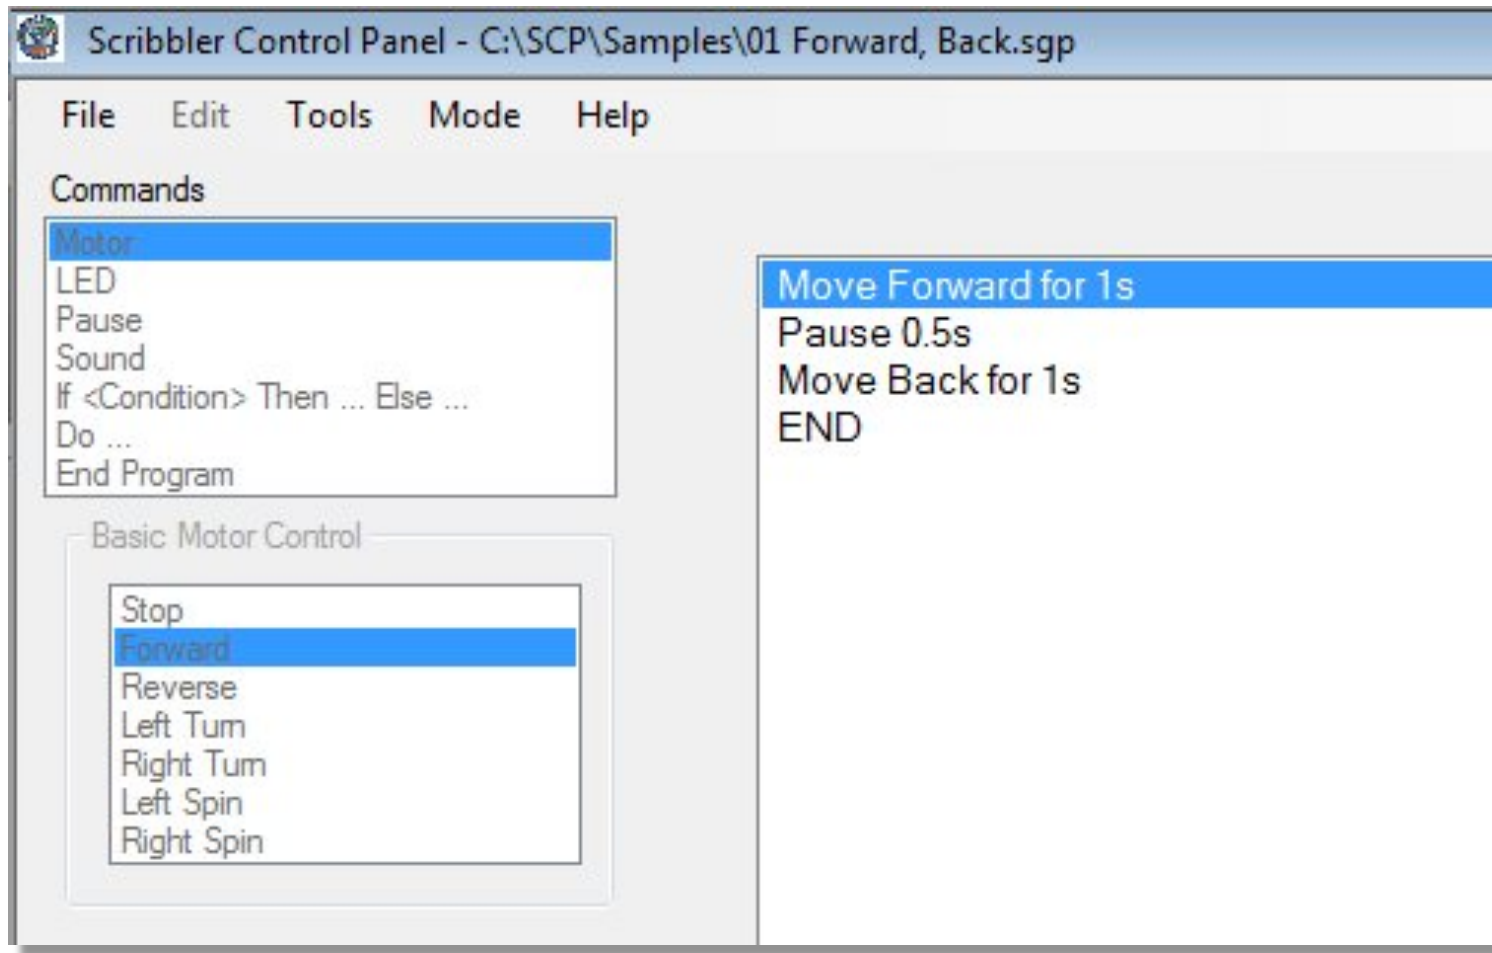 Scribbler Control Panel - C:\SCP\Samples\01 Forward, Back.sgp
File Edit Tools Mode Help
Commands
Motor
LED
Pause
Sound
If <Condition> Then ... Else ...
Do ...
End Program
Basic Motor Control
Stop
Forward
Reverse
Left Turn
Right Turn
Left Spin
Right Spin
Move Forward for 1s
Pause 0.5s
Move Back for 1s
END